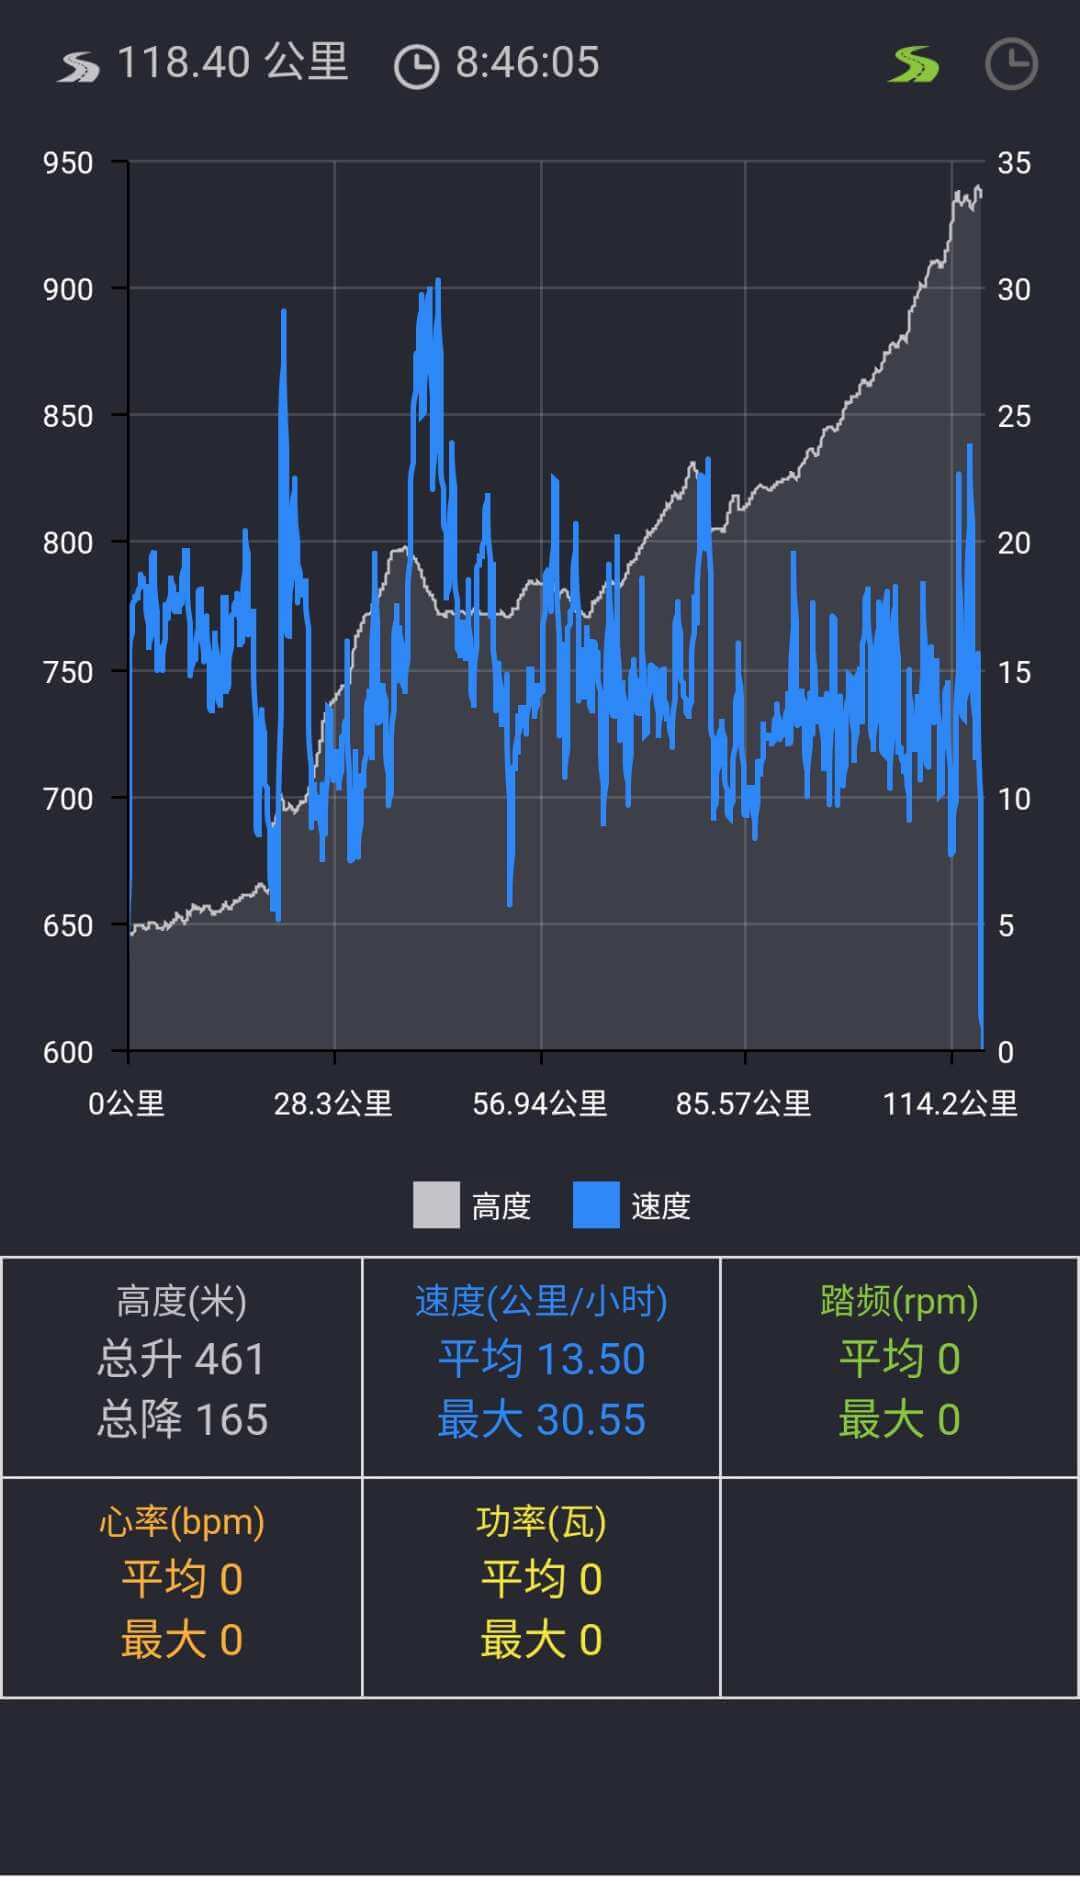 118.40 公里 8:46:05
950 35
900 30
850 25
800 20
750 15
700 10
650 5
600 0
0公里 28.3公里 56.94公里 85.57公里 114.2公里
高度 速度
高度(米) 速度(公里/小时) 踏频(rpm)
总升 461 平均 13.50 平均 0
总降 165 最大 30.55 最大 0
心率(bpm) 功率(瓦)
平均 0 平均 0
最大 0 最大 0